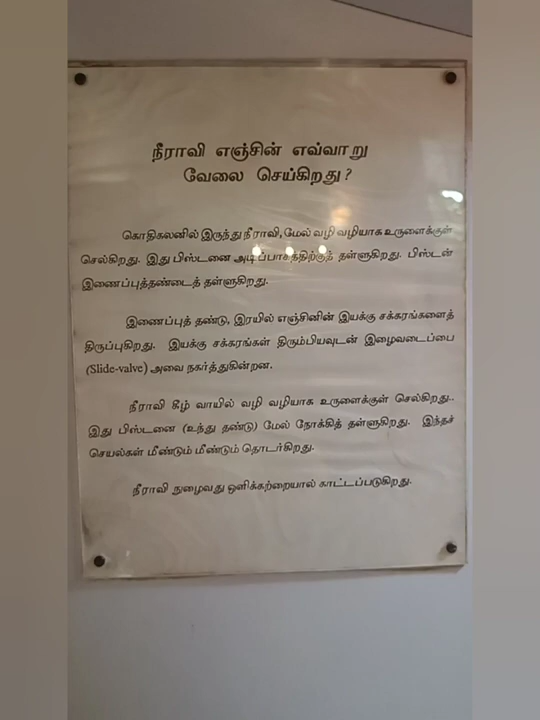 நீராவி எஞ்சின் எவ்வாறு
வேலை செய்கிறது?
கொதிகலனில் இருந்து நீராவி, மேல் வழி வழியாக உருளைக்குள்
செல்கிறது. இது பிஸ்டனை அடிப்பாகத்திற்குத் தள்ளுகிறது. பிஸ்டன்
இணைப்புத்தண்டைத் தள்ளுகிறது.
இணைப்புத் தண்டு, இரயில் எஞ்சினின் இயக்கு சக்கரங்களைத்
திருப்புகிறது. இயக்கு சக்கரங்கள் திரும்பியவுடன் இழைவடைப்பை
(Slide-valve) அவை நகர்த்துகின்றன.
நீராவி கீழ் வாயில் வழி வழியாக உருளைக்குள் செல்கிறது..
இது பிஸ்டனை (உந்து தண்டு) மேல் நோக்கித் தள்ளுகிறது. இந்தச்
செயல்கள் மீண்டும் மீண்டும் தொடர்கிறது.
நீராவி நுழைவது ஒளிக்கற்றையால் காட்டப்படுகிறது.